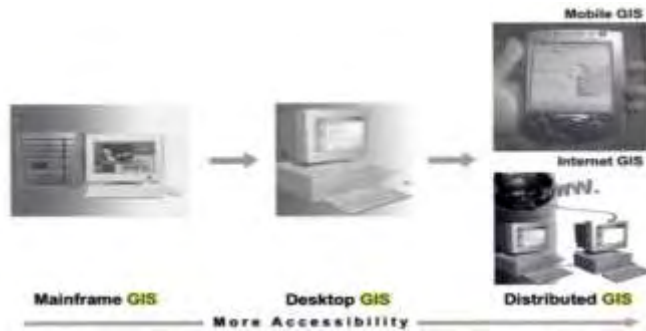 Mobile GIS
Internet GIS
WWW.
Mainframe GIS
Desktop GIS
Distributed GIS
More Accessibility